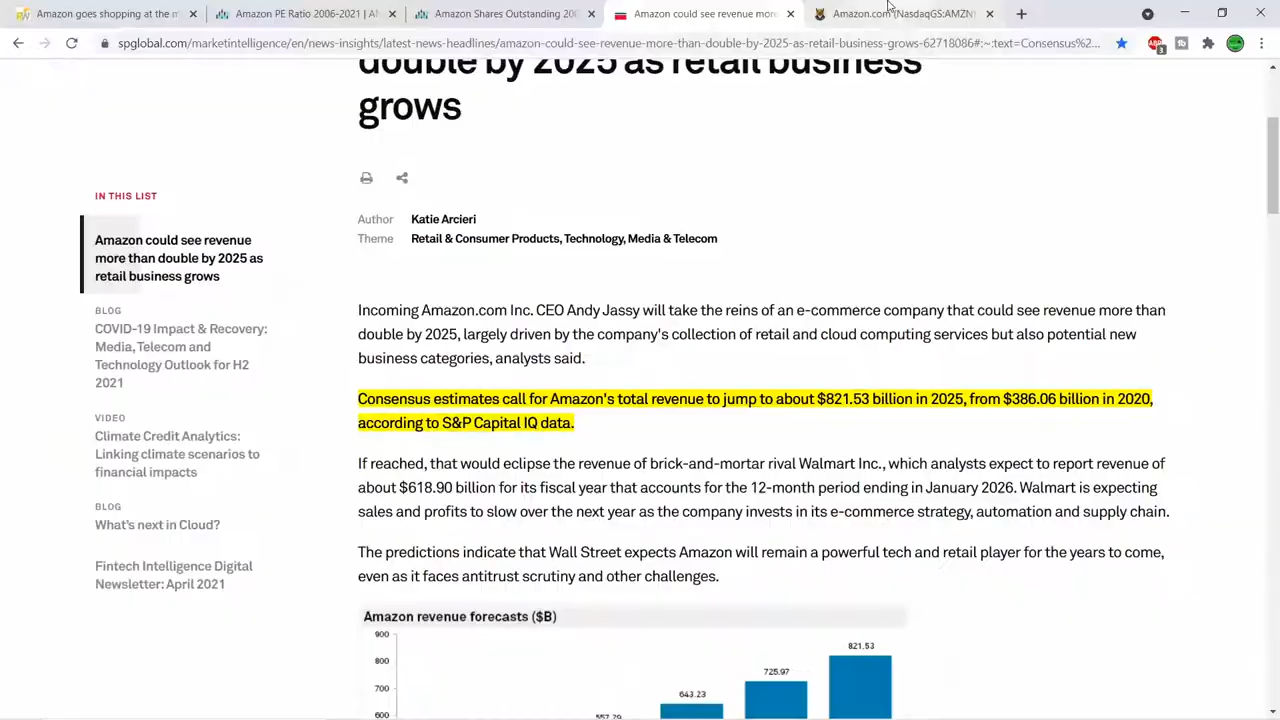 Amazon goes shopping at the m
Amazon PE Ratio 2006-2021 | A
Amazon Shares Outstanding 200
Amazon could see revenue more
Amazon.com (NasdaqGS:AMZN
spglobal.com/marketintelligence/en/news-insights/latest-news-headlines/amazon-could-see-revenue-more-than-double-by-2025-as-retail-business-grows-62718086#:~:text=Consensus%2...
double by 2025 as retail business
grows
IN THIS LIST
Amazon could see revenue
more than double by 2025 as
retail business grows
BLOG
COVID-19 Impact & Recovery:
Media, Telecom and
Technology Outlook for H2
2021
VIDEO
Climate Credit Analytics:
Linking climate scenarios to
financial impacts
BLOG
What's next in Cloud?
Fintech Intelligence Digital
Newsletter: April 2021
Author Katie Arcieri
Theme Retail & Consumer Products, Technology, Media & Telecom
Incoming Amazon.com Inc. CEO Andy Jassy will take the reins of an e-commerce company that could see revenue more than
double by 2025, largely driven by the company's collection of retail and cloud computing services but also potential new
business categories, analysts said.
Consensus estimates call for Amazon's total revenue to jump to about $821.53 billion in 2025, from $386.06 billion in 2020,
according to S&P Capital IQ data.
If reached, that would eclipse the revenue of brick-and-mortar rival Walmart Inc., which analysts expect to report revenue of
about $618.90 billion for its fiscal year that accounts for the 12-month period ending in January 2026. Walmart is expecting
sales and profits to slow over the next year as the company invests in its e-commerce strategy, automation and supply chain.
The predictions indicate that Wall Street expects Amazon will remain a powerful tech and retail player for the years to come,
even as it faces antitrust scrutiny and other challenges.
Amazon revenue forecasts ($B)
900
821.53
800
725.97
700
643.23
600
557.29